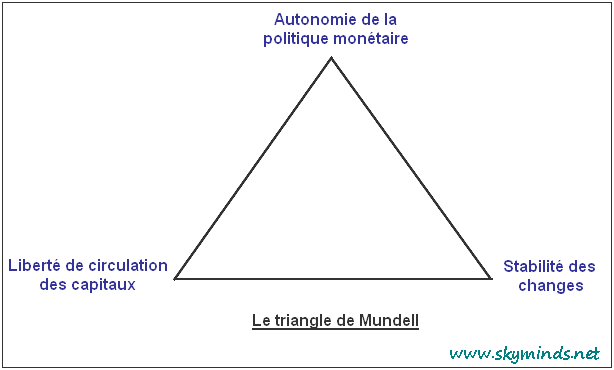 Autonomie de la
politique monétaire
Liberté de circulation
des capitaux
Stabilité des
changes
Le triangle de Mundell
www.skyminds.net